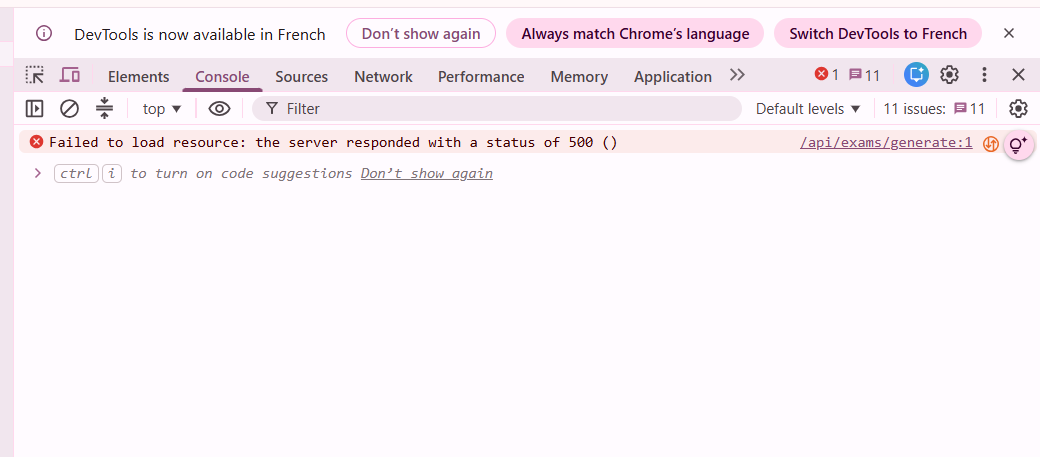 DevTools is now available in French Don't show again Always match Chrome's language Switch DevTools to French
Elements Console Sources Network Performance Memory Application 1 11
top Filter Default levels 11 issues: 11
Failed to load resource: the server responded with a status of 500 () /api/exams/generate:1
ctrl i to turn on code suggestions Don't show again